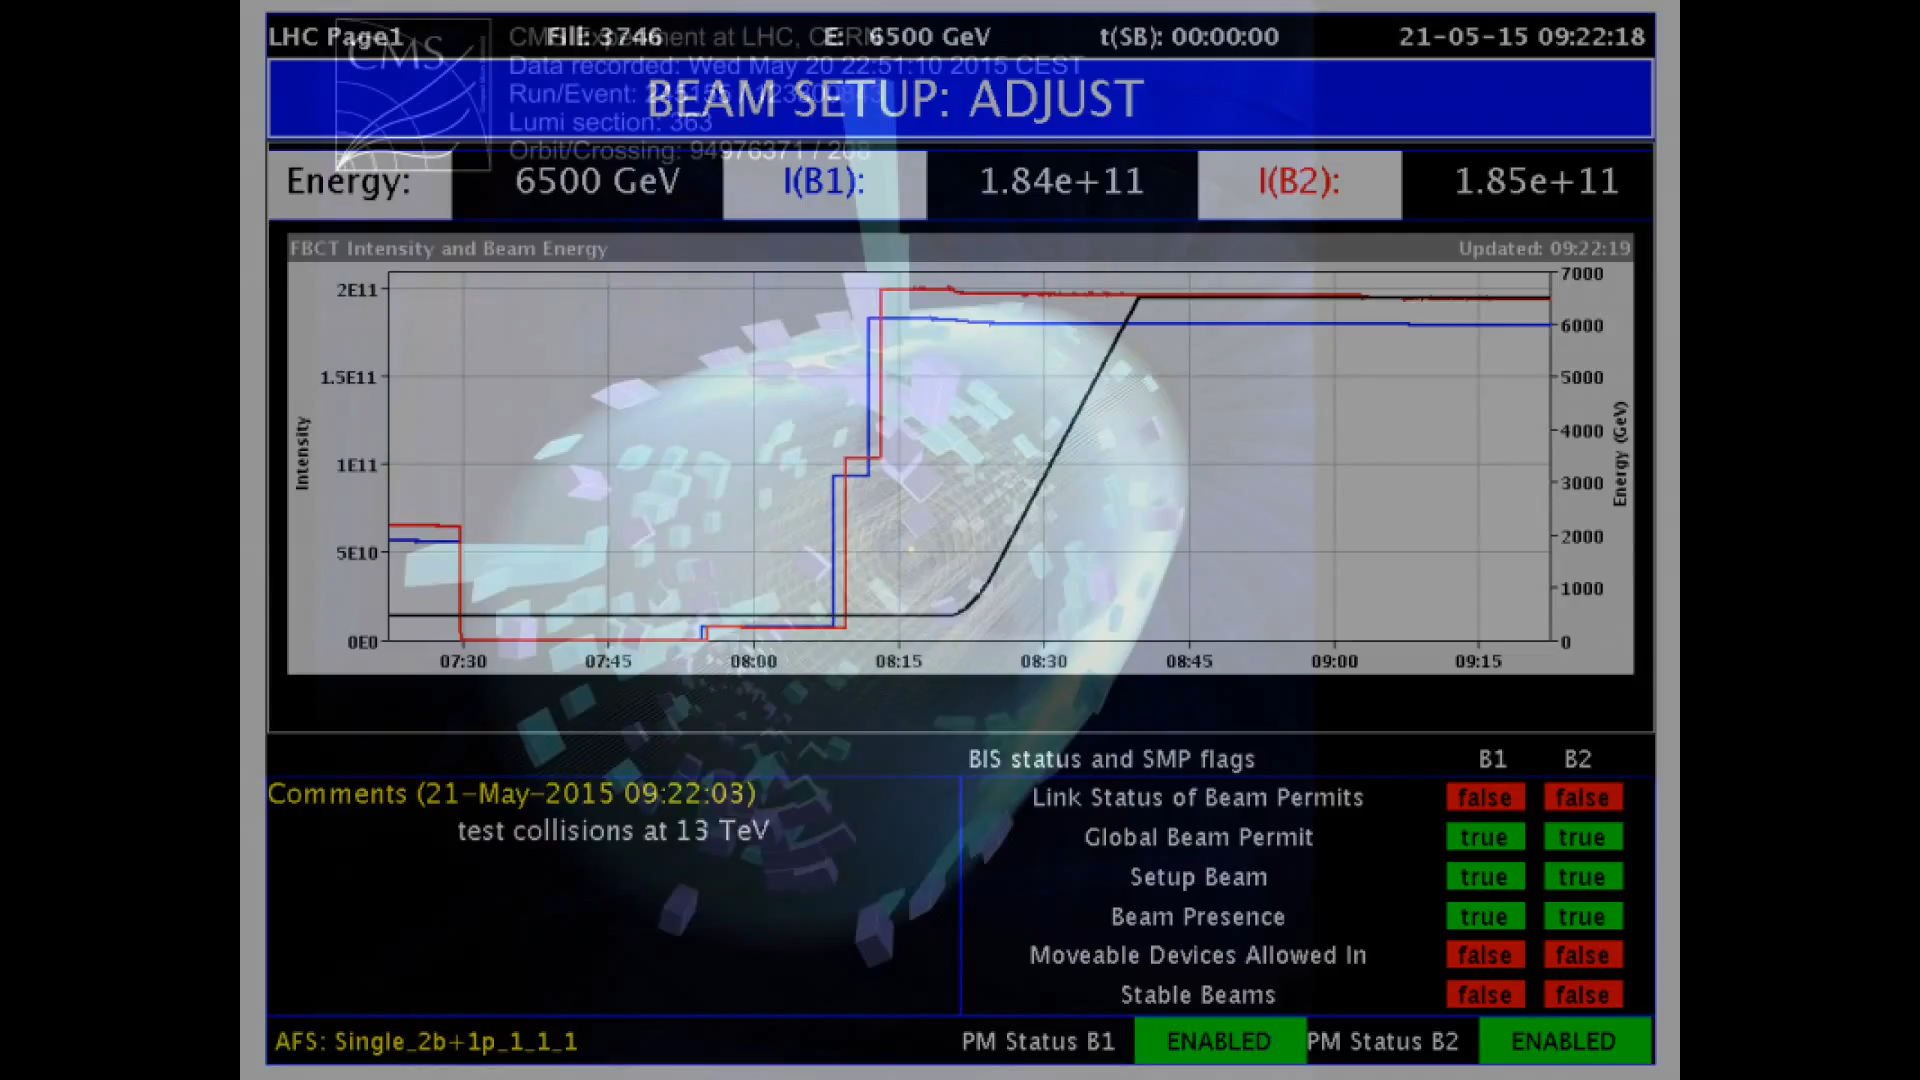 LHC Page1 Fill: 3746 E: 6500 GeV t(SB): 00:00:00 21-05-15 09:22:18
CMS
CMS Experiment at LHC, CERN
Data recorded: Wed May 20 22:51:10 2015 CEST
Run/Event:
BEAM SETUP: ADJUST
Lumi section: 363
Orbit/Crossing: 94976371 / 208
Energy: 6500 GeV I(B1): 1.84e+11 I(B2): 1.85e+11
FBCT Intensity and Beam Energy Updated: 09:22:19
Intensity
2E11
1.5E11
1E11
5E10
0E0
7000
6000
5000
4000
3000
2000
1000
0
Energy (GeV)
07:30 07:45 08:00 08:15 08:30 08:45 09:00 09:15
BIS status and SMP flags B1 B2
Comments (21-May-2015 09:22:03)
test collisions at 13 TeV
Link Status of Beam Permits false false
Global Beam Permit true true
Setup Beam true true
Beam Presence true true
Moveable Devices Allowed In false false
Stable Beams false false
AFS: Single_2b+1p_1_1_1 PM Status B1 ENABLED PM Status B2 ENABLED